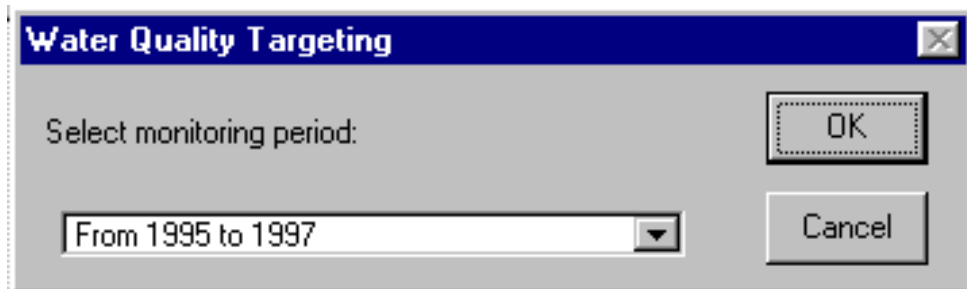 Water Quality Targeting
Select monitoring period:
OK
From 1995 to 1997
Cancel